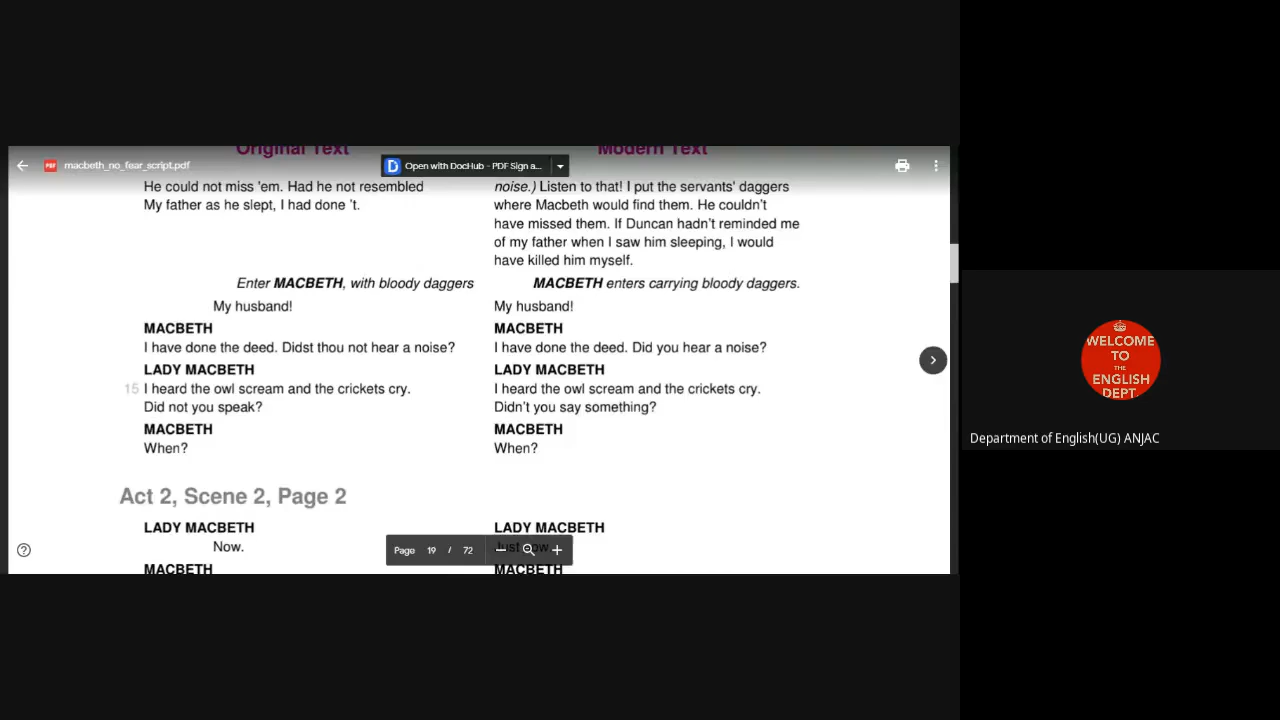 Original Text
Modern Text
macbeth_no_fear_script.pdf
Open with DocHub - PDF Sign a...
He could not miss 'em. Had he not resembled
My father as he slept, I had done 't.
noise.) Listen to that! I put the servants' daggers
where Macbeth would find them. He couldn't
have missed them. If Duncan hadn't reminded me
of my father when I saw him sleeping, I would
have killed him myself.
Enter MACBETH, with bloody daggers
MACBETH enters carrying bloody daggers.
My husband!
My husband!
MACBETH
MACBETH
I have done the deed. Didst thou not hear a noise?
I have done the deed. Did you hear a noise?
LADY MACBETH
LADY MACBETH
15 I heard the owl scream and the crickets cry.
I heard the owl scream and the crickets cry.
Did not you speak?
Didn't you say something?
MACBETH
MACBETH
When?
When?
Act 2, Scene 2, Page 2
LADY MACBETH
LADY MACBETH
Now.
Just now.
MACBETH
MACBETH
Page 19 / 72
WELCOME
TO
THE
ENGLISH
DEPT.
Department of English(UG) ANJAC